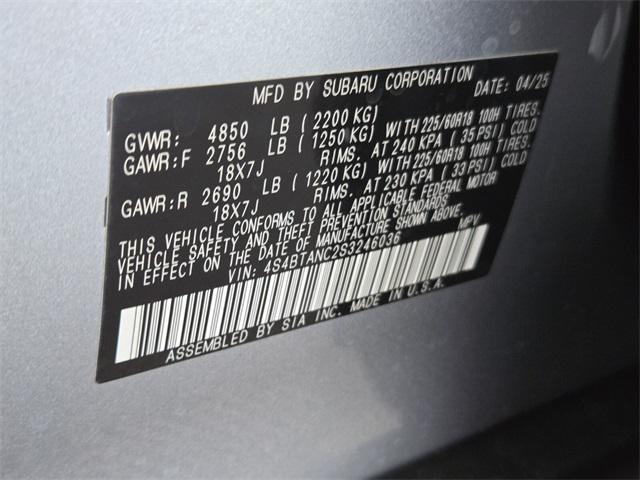 MFD BY SUBARU CORPORATION DATE: 04/25
GVWR: 4850 LB ( 2200 KG)
GAWR:F 2756 LB ( 1250 KG) WITH 225/60R18 100H TIRES.
18X7J RIMS. AT 240 KPA ( 35 PSI) COLD
GAWR:R 2690 LB ( 1220 KG) WITH 225/60R18 100H TIRES.
18X7J RIMS. AT 230 KPA ( 33 PSI) COLD
THIS VEHICLE CONFORMS TO ALL APPLICABLE FEDERAL MOTOR
VEHICLE SAFETY AND THEFT PREVENTION STANDARDS
IN EFFECT ON THE DATE OF MANUFACTURE SHOWN ABOVE.
VIN: 4S4BTANC2S3246036 MPV
ASSEMBLED BY SIA INC. MADE IN U.S.A.